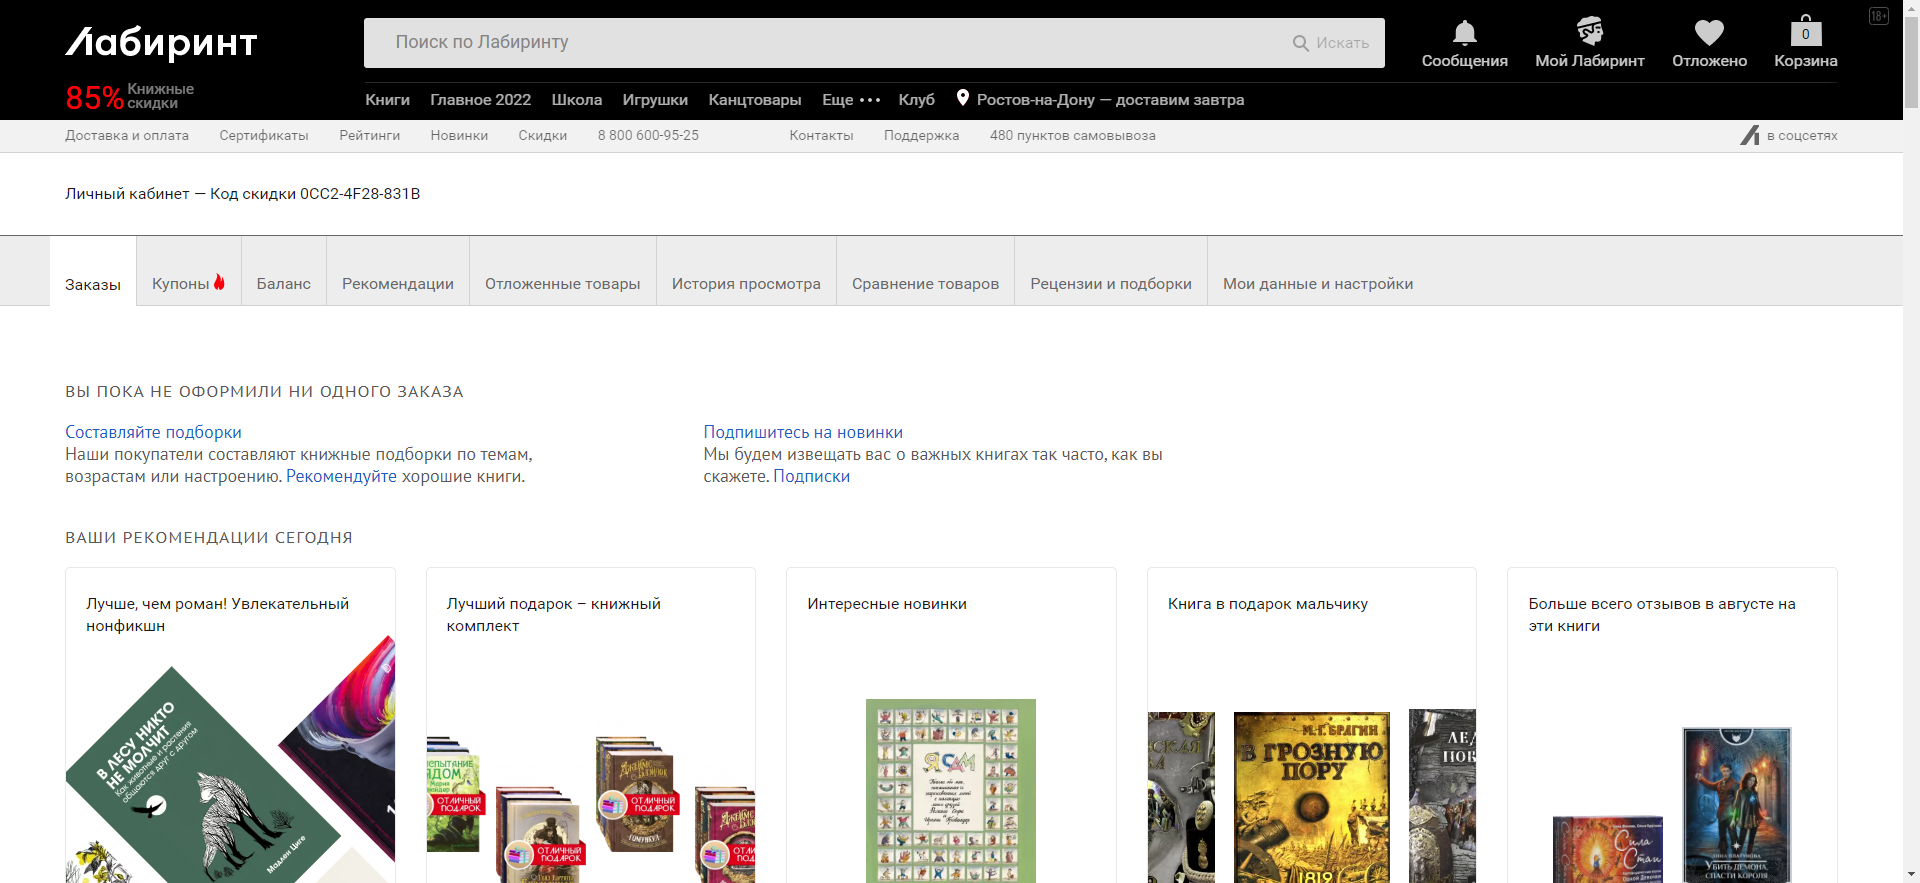 Лабиринт
Поиск по Лабиринту
Искать
Сообщения
Мой Лабиринт
Отложено
0
Корзина
18+
85% Книжные скидки
Книги Главное 2022 Школа Игрушки Канцтовары Еще ••• Клуб Ростов-на-Дону — доставим завтра
Доставка и оплата Сертификаты Рейтинги Новинки Скидки 8 800 600-95-25 Контакты Поддержка 480 пунктов самовывоза в соцсетях
Личный кабинет — Код скидки 0CC2-4F28-831B
Заказы Купоны Баланс Рекомендации Отложенные товары История просмотра Сравнение товаров Рецензии и подборки Мои данные и настройки
ВЫ ПОКА НЕ ОФОРМИЛИ НИ ОДНОГО ЗАКАЗА
Составляйте подборки
Наши покупатели составляют книжные подборки по темам,
возрастам или настроению. Рекомендуйте хорошие книги.
Подпишитесь на новинки
Мы будем извещать вас о важных книгах так часто, как вы
скажете. Подписки
ВАШИ РЕКОМЕНДАЦИИ СЕГОДНЯ
Лучше, чем роман! Увлекательный
нонфикшн
В ЛЕСУ НИКТО
НЕ МОЛЧИТ
Как животные и растения
общаются друг с другом
Мадлен Циге
Лучший подарок – книжный
комплект
ОТЛИЧНЫЙ
ПОДАРОК
ОТЛИЧНЫЙ
ПОДАРОК
ОТЛИЧНЫЙ
ПОДАРОК
Интересные новинки
Я САМ
Книга в подарок мальчику
М.Г. БРАГИН
В ГРОЗНУЮ
ПОРУ
1812
Больше всего отзывов в августе на
эти книги
Сила
Стаи
УБИТЬ ДЕМОНА,
СПАСТИ КОРОЛЯ